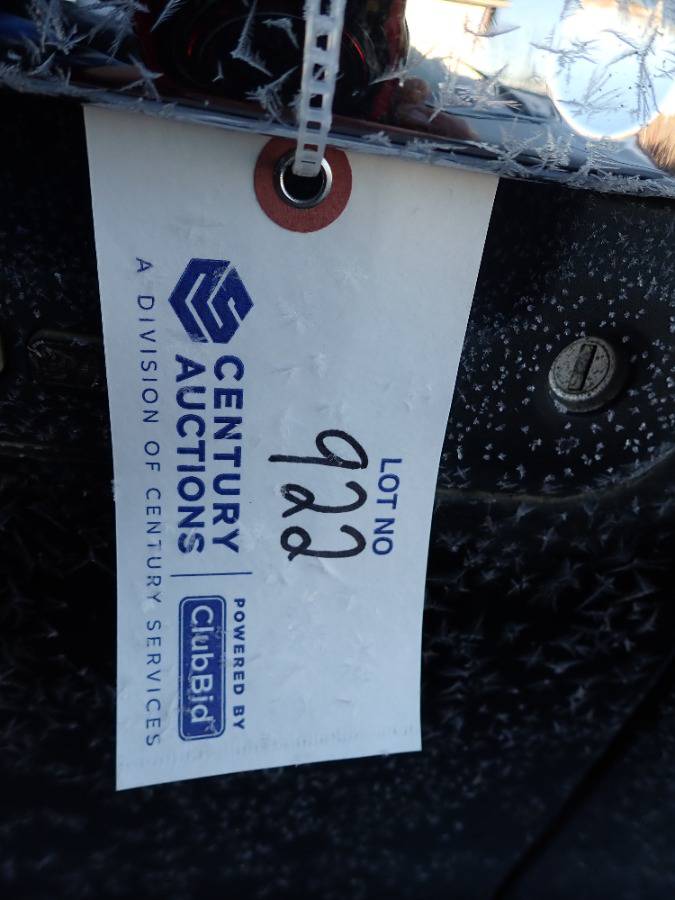 LOT NO
922
CENTURY
AUCTIONS
POWERED BY
ClubBid
A DIVISION OF CENTURY SERVICES